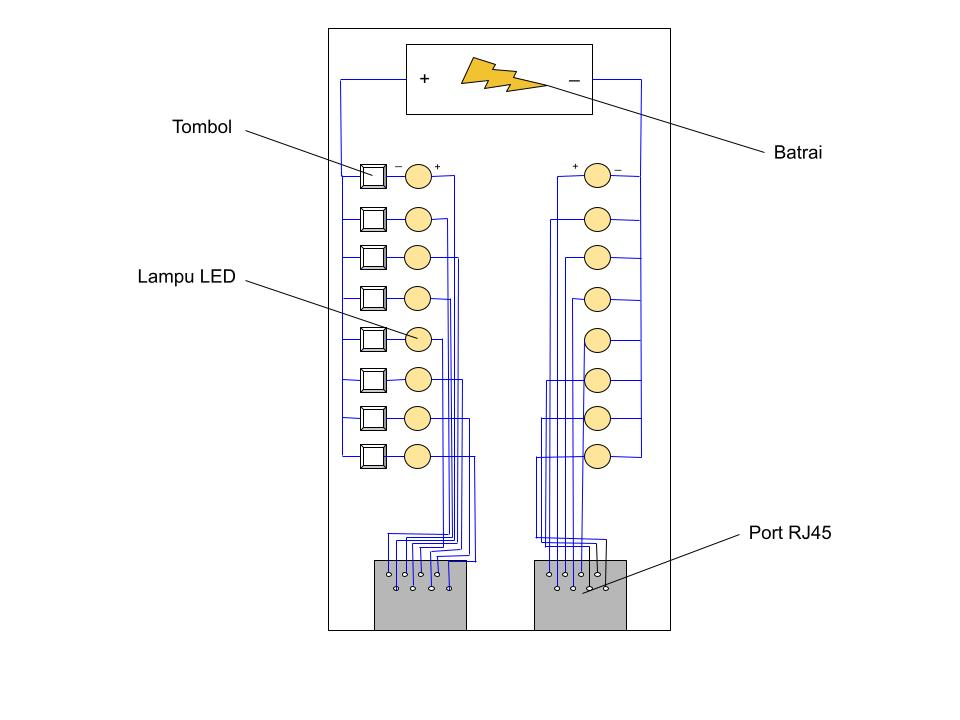 + –
Tombol
Batrai
– + + –
Lampu LED
Port RJ45